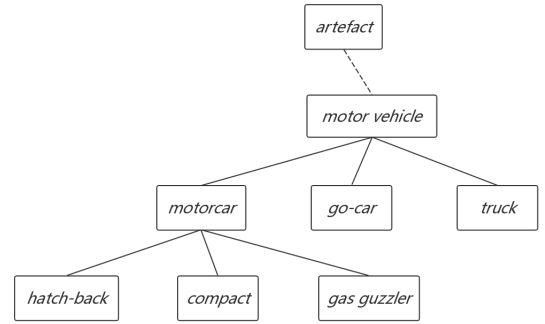 artefact
motor vehicle
motorcar
go-car
truck
hatch-back
compact
gas guzzler